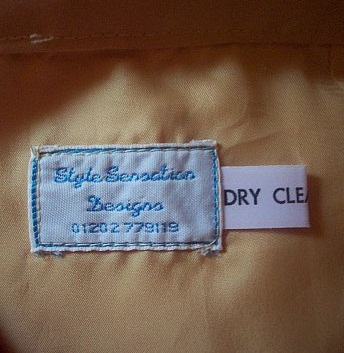 Style Sensation
Designs
01202 779119
DRY CLEA